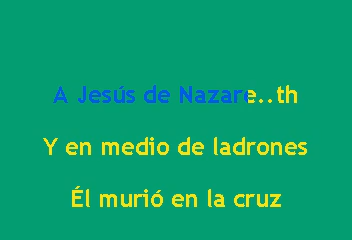 A Jesús de Nazare..th
Y en medio de ladrones
Él murió en la cruz